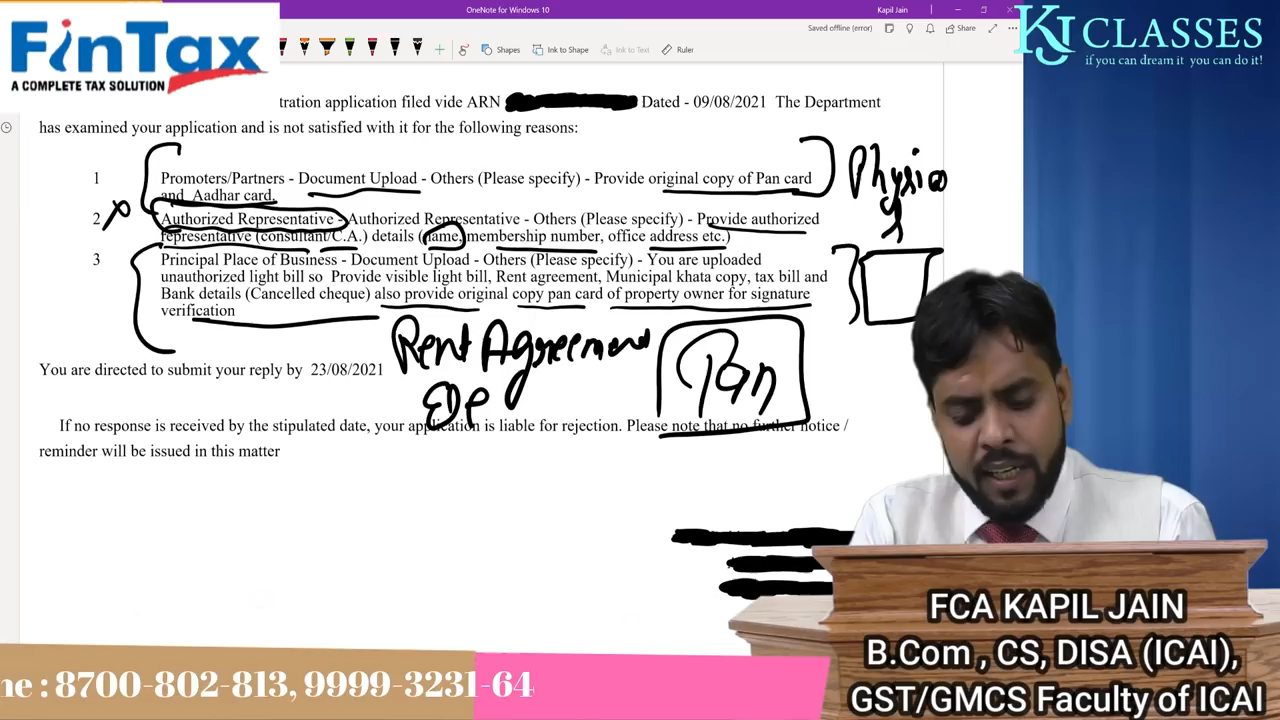 OneNote for Windows 10
Kapil Jain
FinTax
A COMPLETE TAX SOLUTION
Shapes
Ink to Shape
Ink to Text
Ruler
Saved offline (error)
Share
KJ CLASSES
if you can dream it you can do it!
tration application filed vide ARN Dated - 09/08/2021 The Department
has examined your application and is not satisfied with it for the following reasons:
1 Promoters/Partners - Document Upload - Others (Please specify) - Provide original copy of Pan card
and Aadhar card.
2 Authorized Representative - Authorized Representative - Others (Please specify) - Provide authorized
representative (consultant/C.A.) details (name, membership number, office address etc.)
3 Principal Place of Business - Document Upload - Others (Please specify) - You are uploaded
unauthorized light bill so Provide visible light bill, Rent agreement, Municipal khata copy, tax bill and
Bank details (Cancelled cheque) also provide original copy pan card of property owner for signature
verification
Rent Agreement
Pan
You are directed to submit your reply by 23/08/2021
If no response is received by the stipulated date, your application is liable for rejection. Please note that no further notice /
reminder will be issued in this matter
FCA KAPIL JAIN
B.Com , CS, DISA (ICAI),
GST/GMCS Faculty of ICAI
ne : 8700-802-813, 9999-3231-64